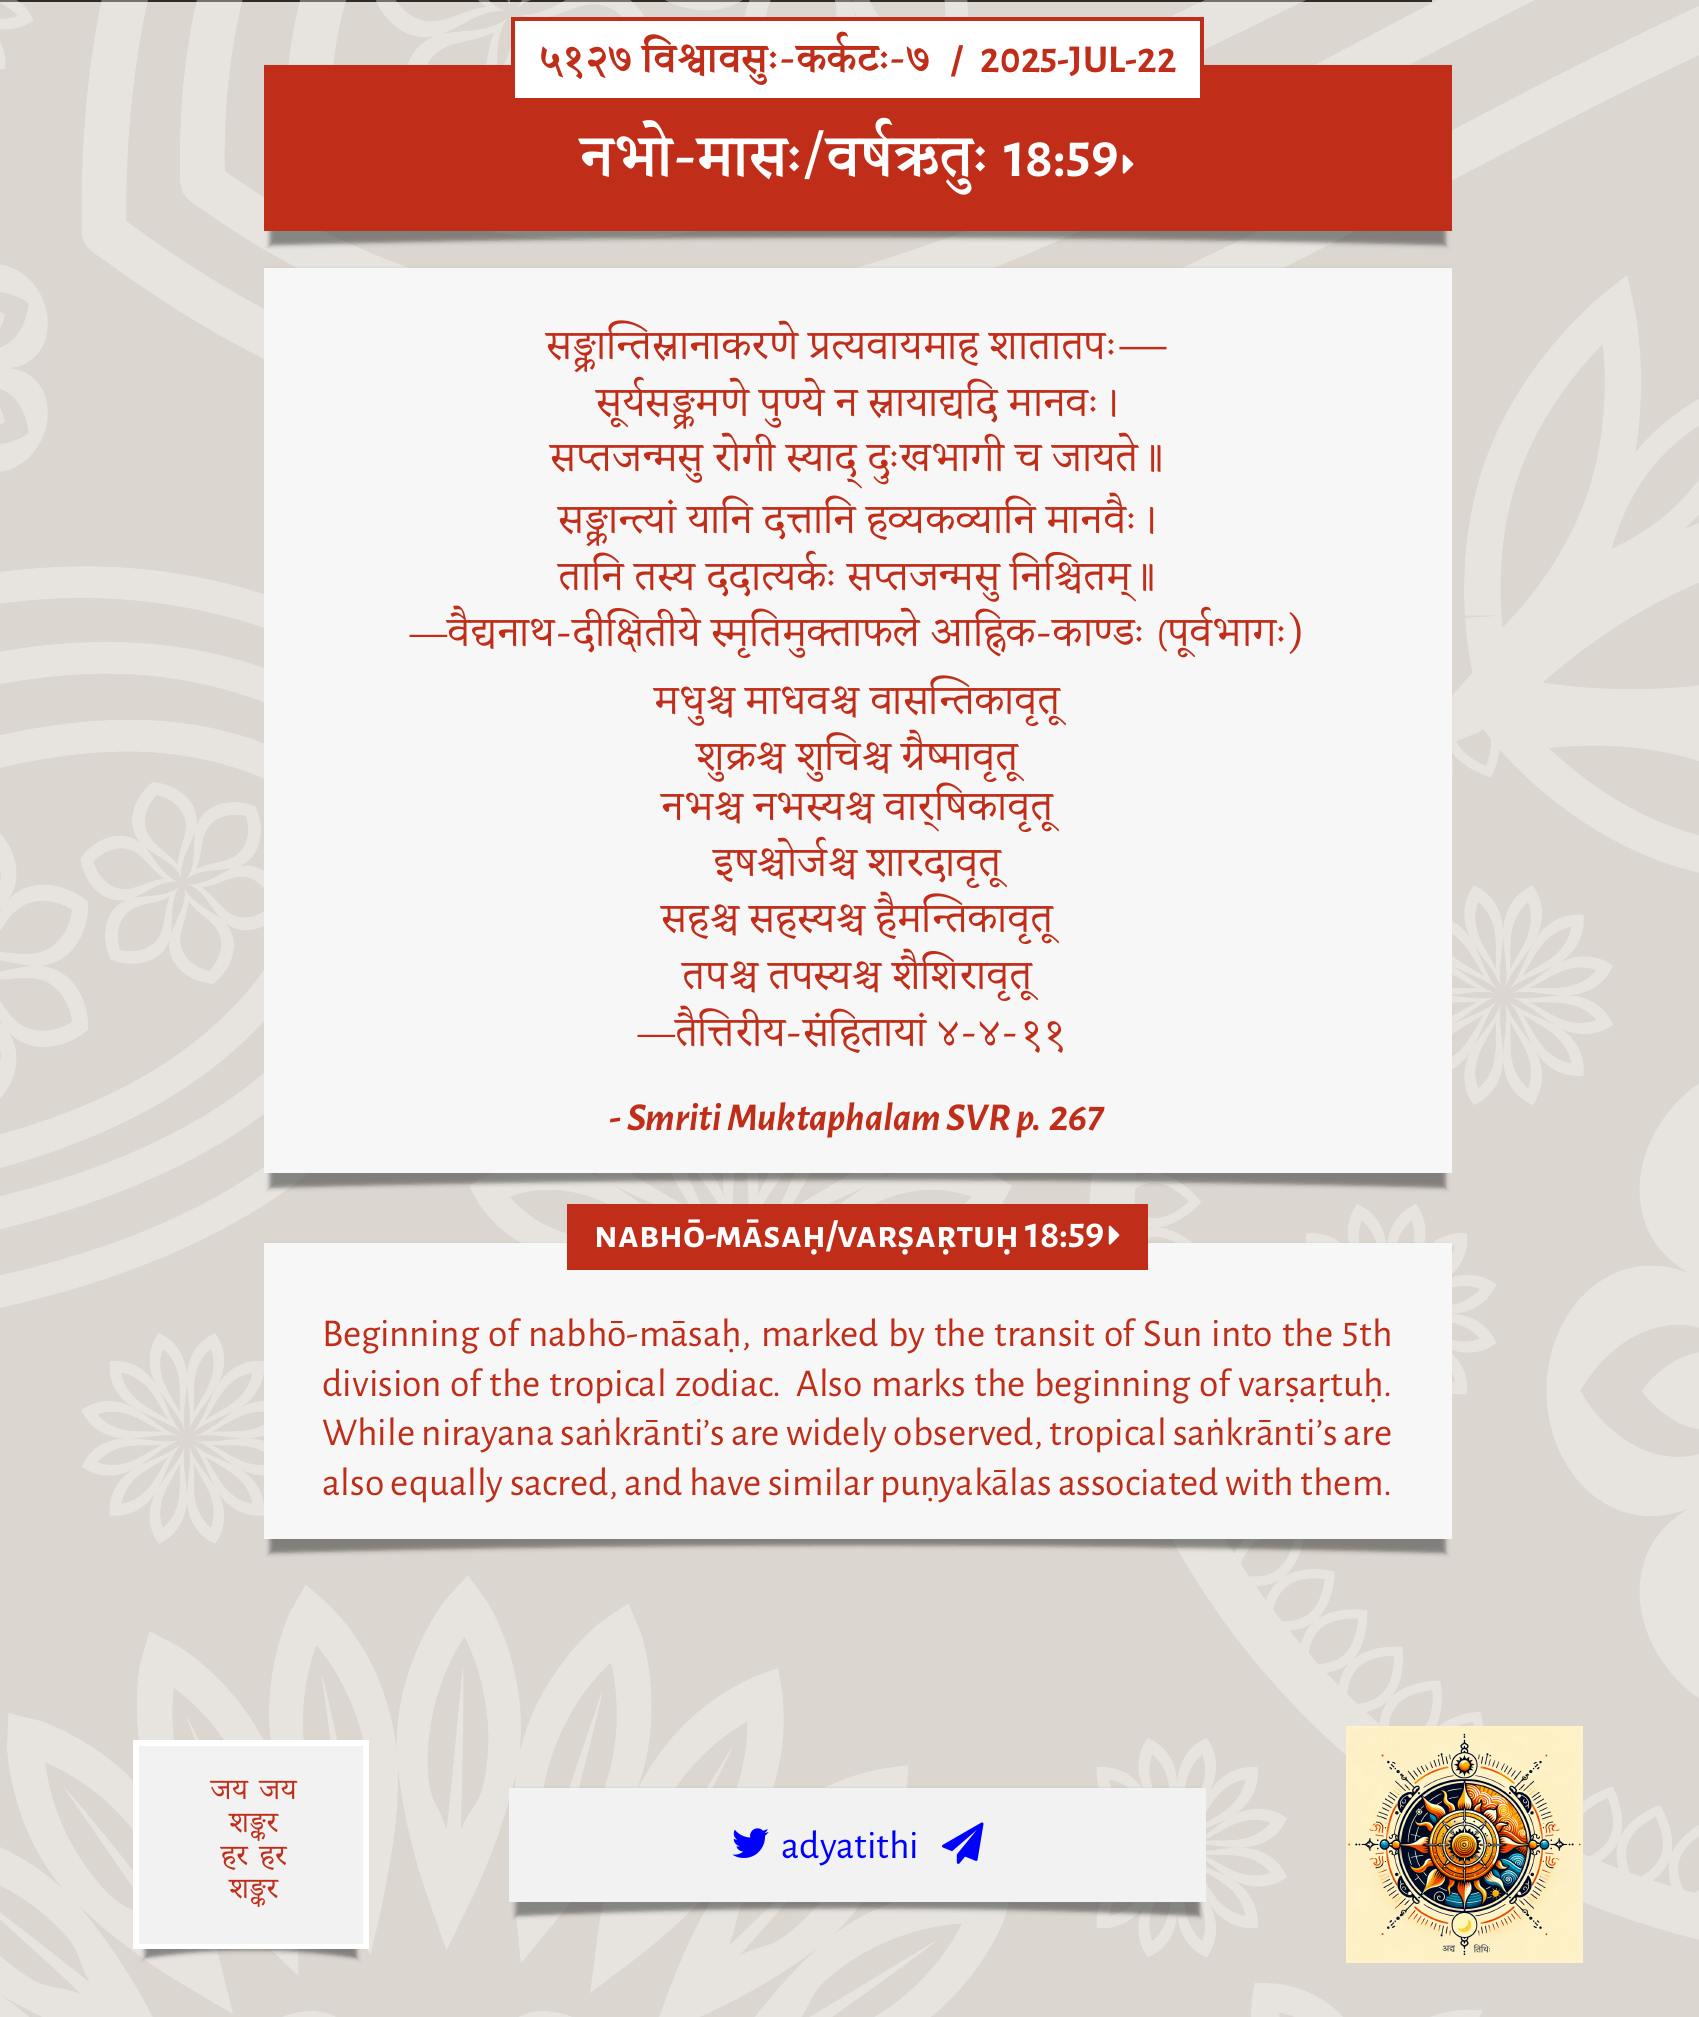 ५१२७ विश्वावसुः-कर्कटः-७ / 2025-JUL-22
नभो-मासः/वर्षऋतुः 18:59
सङ्क्रान्तिस्नानाकरणे प्रत्यवायमाह शातातपः—
सूर्यसङ्क्रमणे पुण्ये न स्नायाद्यदि मानवः।
सप्तजन्मसु रोगी स्याद् दुःखभागी च जायते॥
सङ्क्रान्त्यां यानि दत्तानि हव्यकव्यानि मानवैः।
तानि तस्य ददात्यर्कः सप्तजन्मसु निश्चितम्॥
—वैद्यनाथ-दीक्षितीये स्मृतिमुक्ताफले आह्निक-काण्डः (पूर्वभागः)
मधुश्च माधवश्च वासन्तिकावृतू
शुक्रश्च शुचिश्च ग्रैष्मावृतू
नभश्च नभस्यश्च वार्‌षिकावृतू
इषश्चोर्जश्च शारदावृतू
सहश्च सहस्यश्च हैमन्तिकावृतू
तपश्च तपस्यश्च शैशिरावृतू
—तैत्तिरीय-संहितायां ४-४-११
- Smriti Muktaphalam SVR p. 267
NABHŌ-MĀSAḤ/VARṢAṚTUḤ 18:59
Beginning of nabhō-māsaḥ, marked by the transit of Sun into the 5th
division of the tropical zodiac. Also marks the beginning of varṣaṛtuḥ.
While nirayana saṅkrānti’s are widely observed, tropical saṅkrānti’s are
also equally sacred, and have similar puṇyakālas associated with them.
जय जय
शङ्कर
हर हर
शङ्कर
adyatithi
अद्य तिथिः